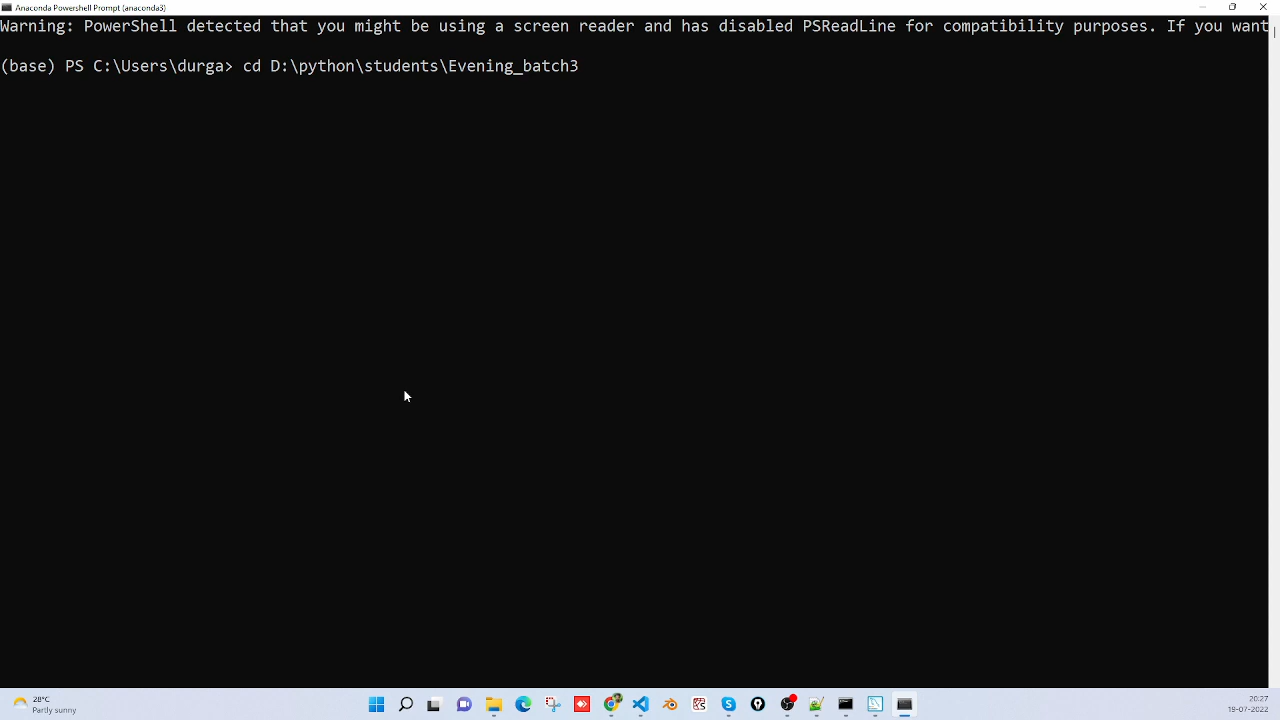 Anaconda Powershell Prompt (anaconda3)
Warning: PowerShell detected that you might be using a screen reader and has disabled PSReadLine for compatibility purposes. If you want
(base) PS C:\Users\durga> cd D:\python\students\Evening_batch3
28°C
Partly sunny
20:27
19-07-2022